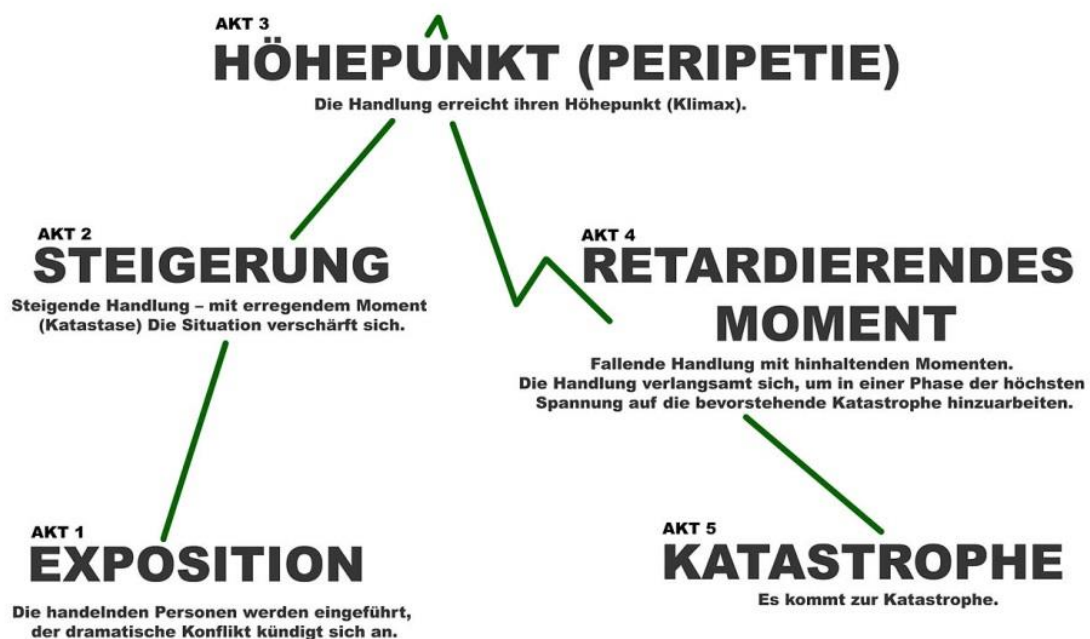 AKT 3
HÖHEPUNKT (PERIPETIE)
Die Handlung erreicht ihren Höhepunkt (Klimax).
AKT 2
STEIGERUNG
Steigende Handlung – mit erregendem Moment
(Katastase) Die Situation verschärft sich.
AKT 4
RETARDIERENDES
MOMENT
Fallende Handlung mit hinhaltenden Momenten.
Die Handlung verlangsamt sich, um in einer Phase der höchsten
Spannung auf die bevorstehende Katastrophe hinzuarbeiten.
AKT 1
EXPOSITION
Die handelnden Personen werden eingeführt,
der dramatische Konflikt kündigt sich an.
AKT 5
KATASTROPHE
Es kommt zur Katastrophe.